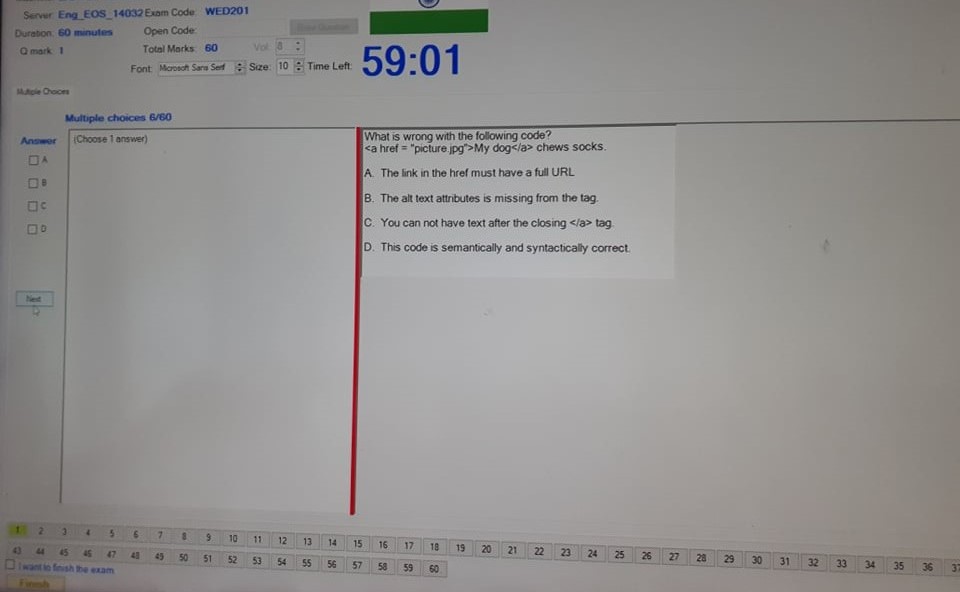 Server: Eng_EOS_14032 Exam Code: WED201
Duration: 60 minutes Open Code:
Q mark: 1 Total Marks: 60 Vol: 8
Font: Microsoft Sans Serif Size: 10 Time Left: 59:01
Multiple Choices
Multiple choices 6/60
Answer
(Choose 1 answer)
A
B
C
D
Next
What is wrong with the following code?
<a href = "picture.jpg">My dog</a> chews socks.
A. The link in the href must have a full URL
B. The alt text attributes is missing from the tag.
C. You can not have text after the closing </a> tag.
D. This code is semantically and syntactically correct.
1 2 3 4 5 6 7 8 9 10 11 12 13 14 15 16 17 18 19 20 21 22 23 24 25 26 27 28 29 30 31 32 33 34 35 36 37
43 44 45 46 47 48 49 50 51 52 53 54 55 56 57 58 59 60
I want to finish the exam
Finish